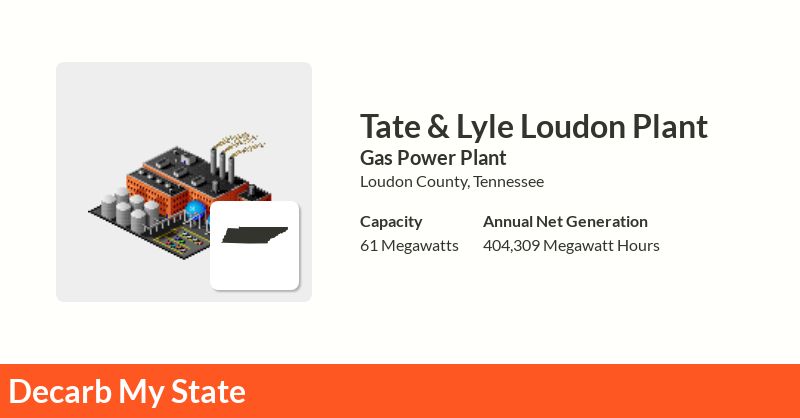 Tate & Lyle Loudon Plant
Gas Power Plant
Loudon County, Tennessee
Capacity
61 Megawatts
Annual Net Generation
404,309 Megawatt Hours
Decarb My State